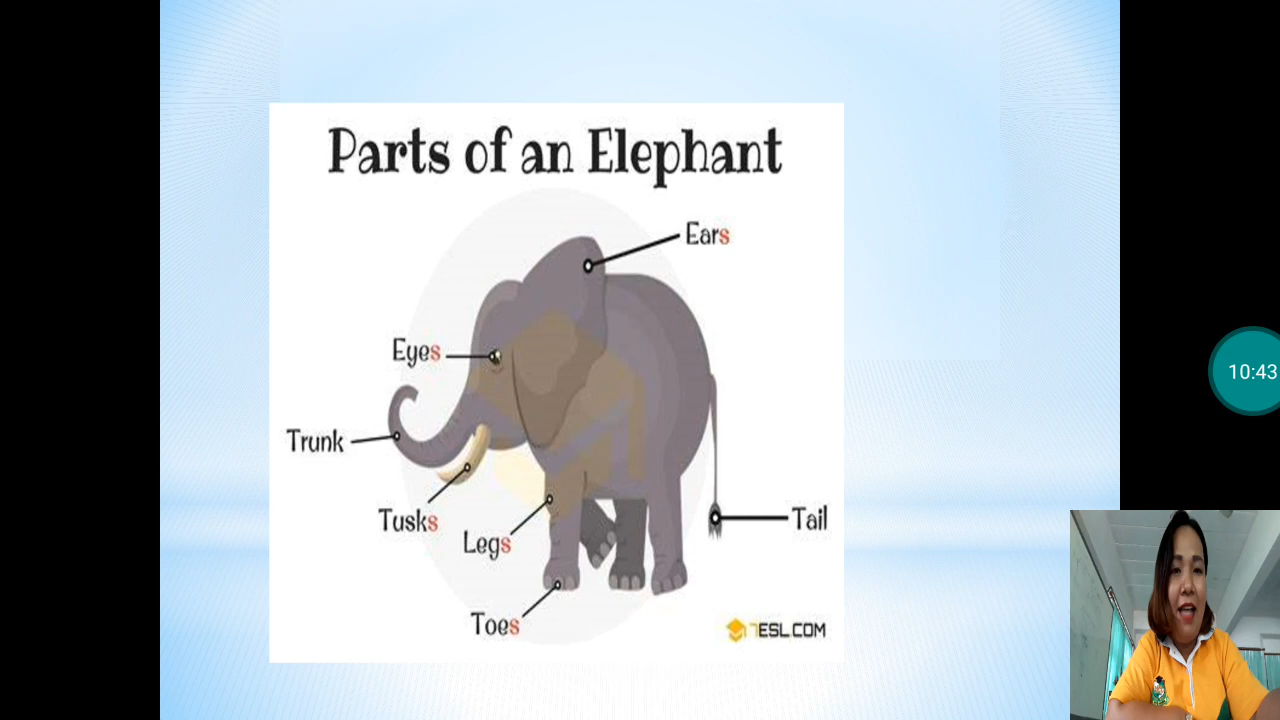 Parts of an Elephant
Ears
Eyes
Trunk
Tusks
Legs
Tail
Toes
7ESL.COM
10:43